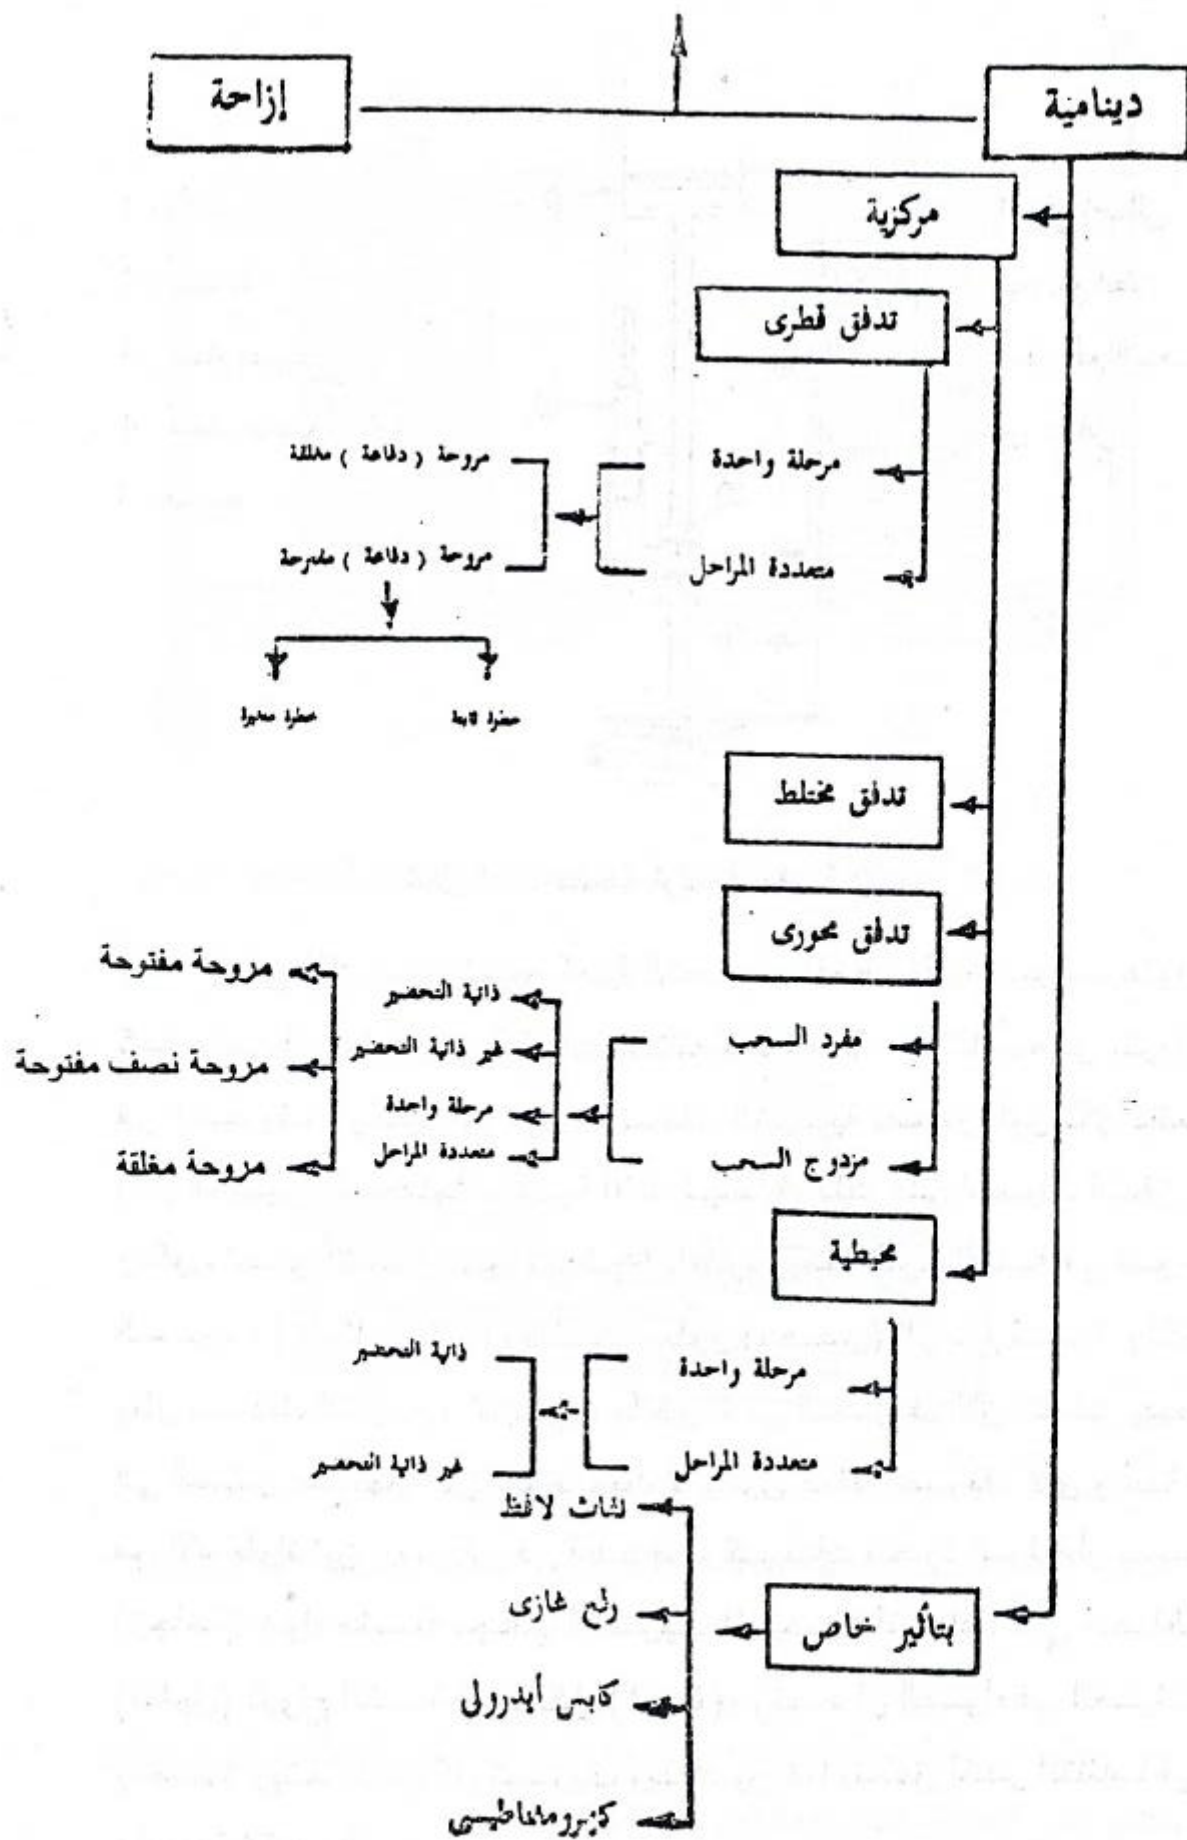 دينامية
إزاحة
مركزية
تدفق قطرى
مرحلة واحدة
متعددة المراحل
مروحة ( دفاعة ) مغلقة
مروحة ( دفاعة ) مفتوحة
خطوة ثابتة
خطوة متغيرة
تدفق مختلط
تدفق محورى
مفرد السحب
مزدوج السحب
ذاتية التحضير
غير ذاتية التحضير
مرحلة واحدة
متعددة المراحل
مروحة مفتوحة
مروحة نصف مفتوحة
مروحة مغلقة
محيطية
مرحلة واحدة
متعددة المراحل
ذاتية التحضير
غير ذاتية التحضير
بتأثير خاص
نفاث لافظ
رفع غازى
كابس أيدرولى
كهرومغناطيسى